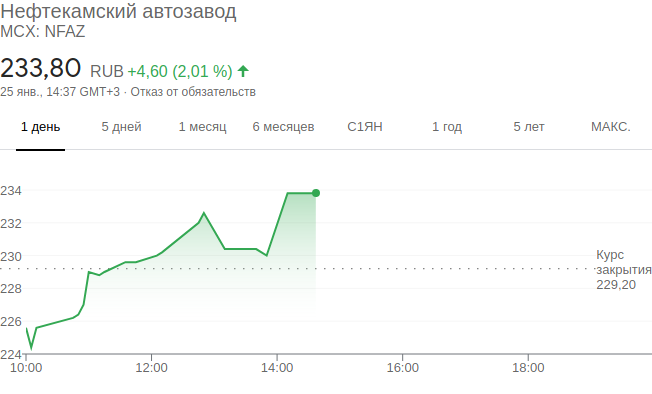 Нефтекамский автозавод
MCX: NFAZ
233,80 RUB +4,60 (2,01 %)
25 янв., 14:37 GMT+3 · Отказ от обязательств
1 день 5 дней 1 месяц 6 месяцев С1ЯН 1 год 5 лет МАКС.
234
232
230
228
226
224
Курс
закрытия
229,20
10:00 12:00 14:00 16:00 18:00